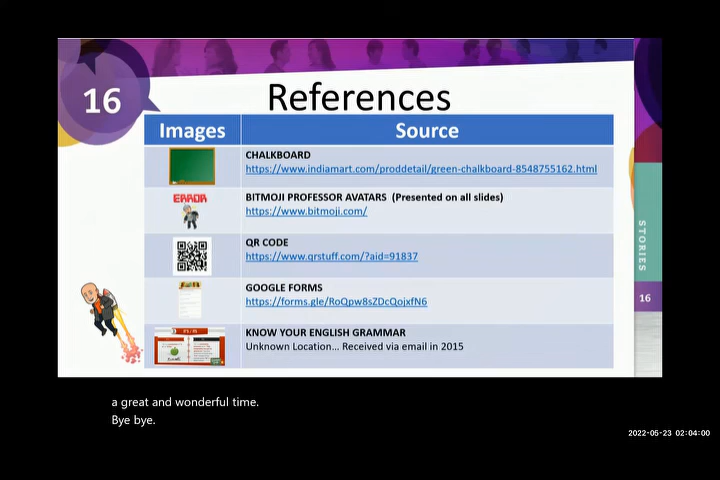 16
References
Images
Source
CHALKBOARD
https://www.indiamart.com/proddetail/green-chalkboard-8548755162.html
ERROR
BITMOJI PROFESSOR AVATARS (Presented on all slides)
https://www.bitmoji.com/
QR CODE
https://www.qrstuff.com/?aid=91837
GOOGLE FORMS
https://forms.gle/RoQpw8sZDcQojxfN6
KNOW YOUR ENGLISH GRAMMAR
Unknown Location... Received via email in 2015
STORIES
16
a great and wonderful time.
Bye bye.
2022-05-23 02:04:00